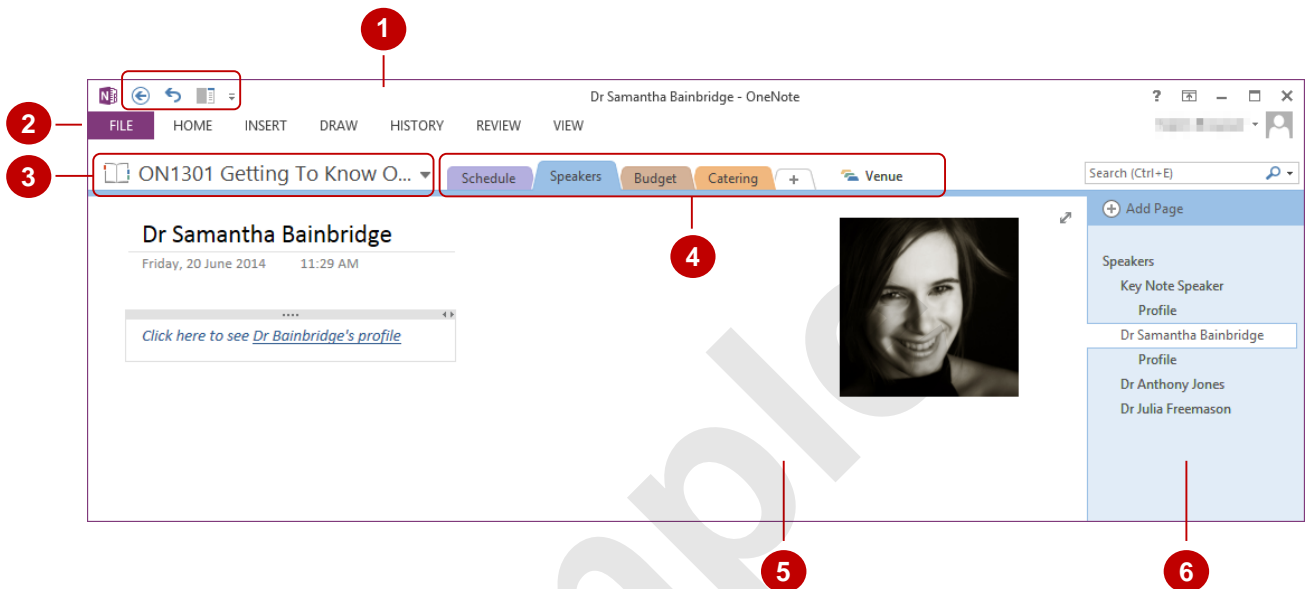 1
Dr Samantha Bainbridge - OneNote
?
2
FILE HOME INSERT DRAW HISTORY REVIEW VIEW
3
ON1301 Getting To Know O...
Schedule Speakers Budget Catering + Venue
Search (Ctrl+E)
Add Page
4
Dr Samantha Bainbridge
Friday, 20 June 2014 11:29 AM
Click here to see Dr Bainbridge's profile
Speakers
Key Note Speaker
Profile
Dr Samantha Bainbridge
Profile
Dr Anthony Jones
Dr Julia Freemason
5
6